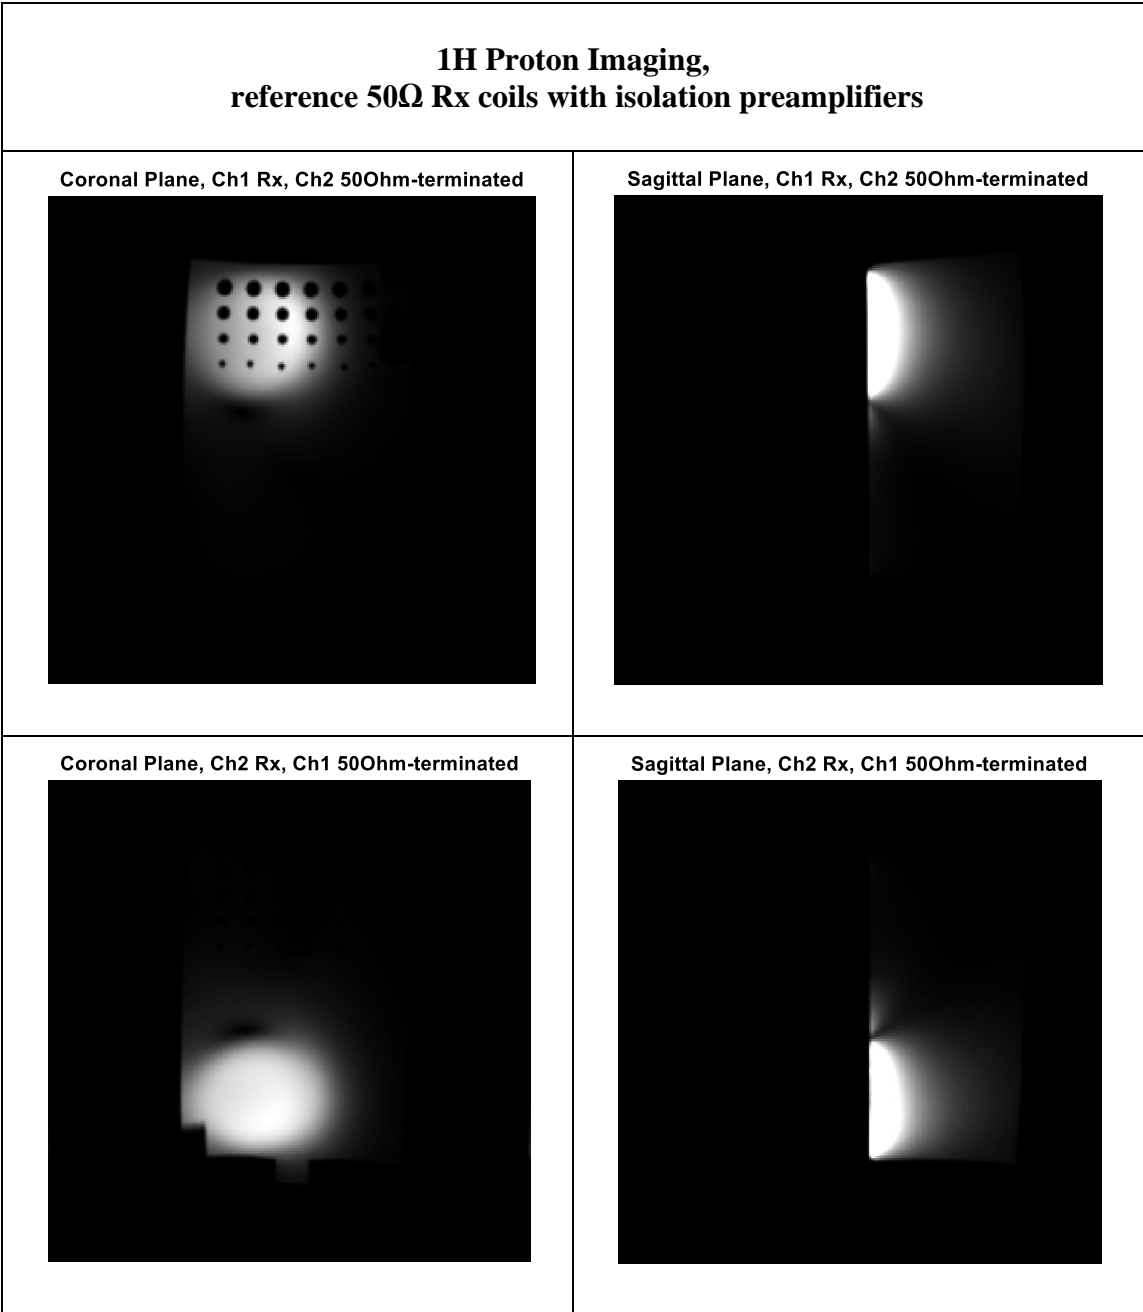 1H Proton Imaging,
reference 50Ω Rx coils with isolation preamplifiers
Coronal Plane, Ch1 Rx, Ch2 50Ohm-terminated
Sagittal Plane, Ch1 Rx, Ch2 50Ohm-terminated
Coronal Plane, Ch2 Rx, Ch1 50Ohm-terminated
Sagittal Plane, Ch2 Rx, Ch1 50Ohm-terminated